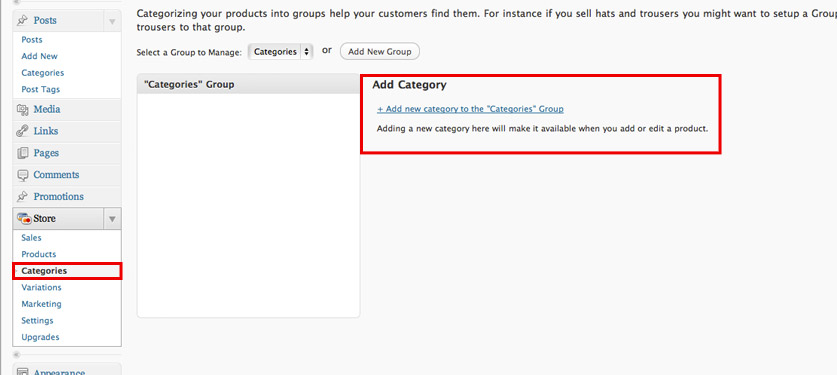 Posts
Posts
Add New
Categories
Post Tags
Media
Links
Pages
Comments
Promotions
Store
Sales
Products
Categories
Variations
Marketing
Settings
Upgrades
Appearance
Categorizing your products into groups help your customers find them. For instance if you sell hats and trousers you might want to setup a Grou
trousers to that group.
Select a Group to Manage: Categories or Add New Group
"Categories" Group
Add Category
+ Add new category to the "Categories" Group
Adding a new category here will make it available when you add or edit a product.